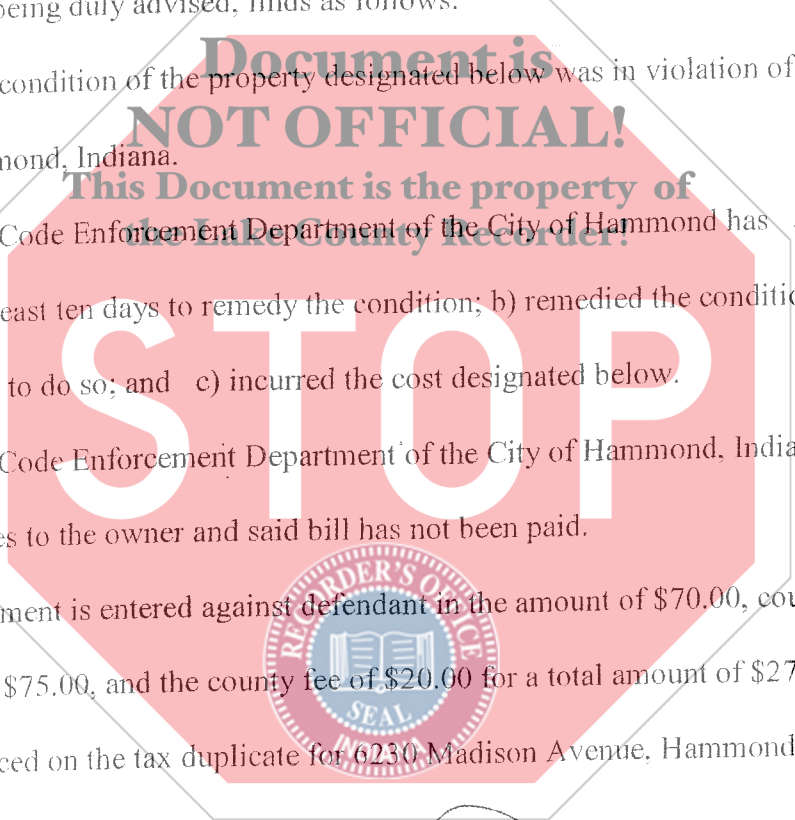 being duly advised, finds as follows:
Document is
condition of the property designated below was in violation of
NOT OFFICIAL!
mond, Indiana.
This Document is the property of
Code Enforcement Department of the City of Hammond has
the Lake County Recorder!
east ten days to remedy the condition; b) remedied the conditio
STOP
to do so; and c) incurred the cost designated below.
Code Enforcement Department of the City of Hammond, India
es to the owner and said bill has not been paid.
RECORDER'S OFFICE
ment is entered against defendant in the amount of $70.00, cou
$75.00, and the county fee of $20.00 for a total amount of $27
SEAL
INDIANA
ced on the tax duplicate for 6230 Madison Avenue, Hammond